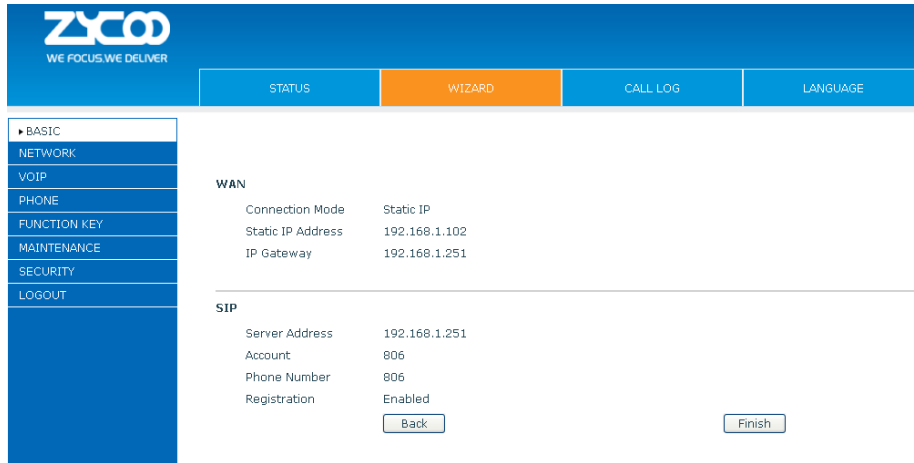 ZYCOO
WE FOCUS.WE DELIVER
STATUS WIZARD CALL LOG LANGUAGE
BASIC
NETWORK
VOIP
PHONE
FUNCTION KEY
MAINTENANCE
SECURITY
LOGOUT
WAN
Connection Mode Static IP
Static IP Address 192.168.1.102
IP Gateway 192.168.1.251
SIP
Server Address 192.168.1.251
Account 806
Phone Number 806
Registration Enabled
Back Finish